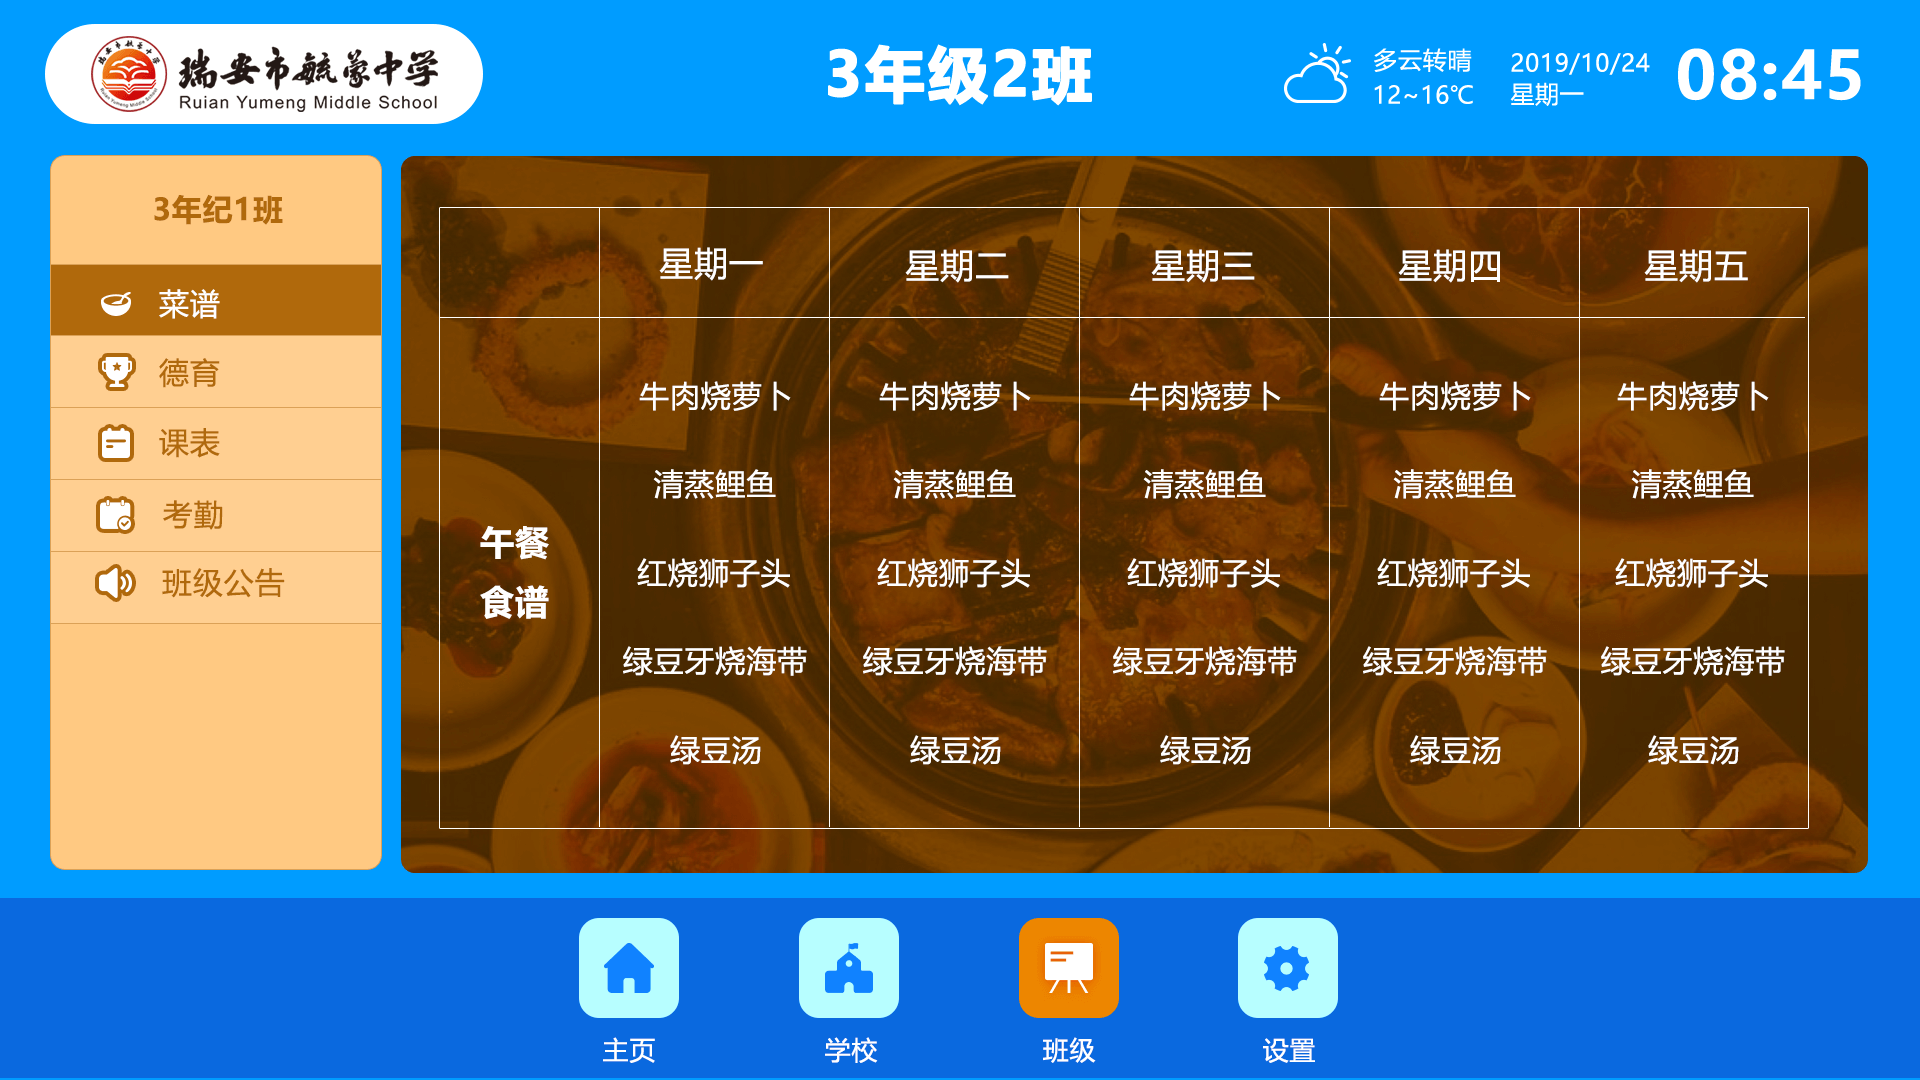 瑞安市毓蒙中学
Ruian Yumeng Middle School
3年级2班
多云转晴
12~16℃
2019/10/24
星期一
08:45
3年纪1班
菜谱
德育
课表
考勤
班级公告
星期一 星期二 星期三 星期四 星期五
午餐
食谱
牛肉烧萝卜 牛肉烧萝卜 牛肉烧萝卜 牛肉烧萝卜 牛肉烧萝卜
清蒸鲤鱼 清蒸鲤鱼 清蒸鲤鱼 清蒸鲤鱼 清蒸鲤鱼
红烧狮子头 红烧狮子头 红烧狮子头 红烧狮子头 红烧狮子头
绿豆牙烧海带 绿豆牙烧海带 绿豆牙烧海带 绿豆牙烧海带 绿豆牙烧海带
绿豆汤 绿豆汤 绿豆汤 绿豆汤 绿豆汤
主页 学校 班级 设置